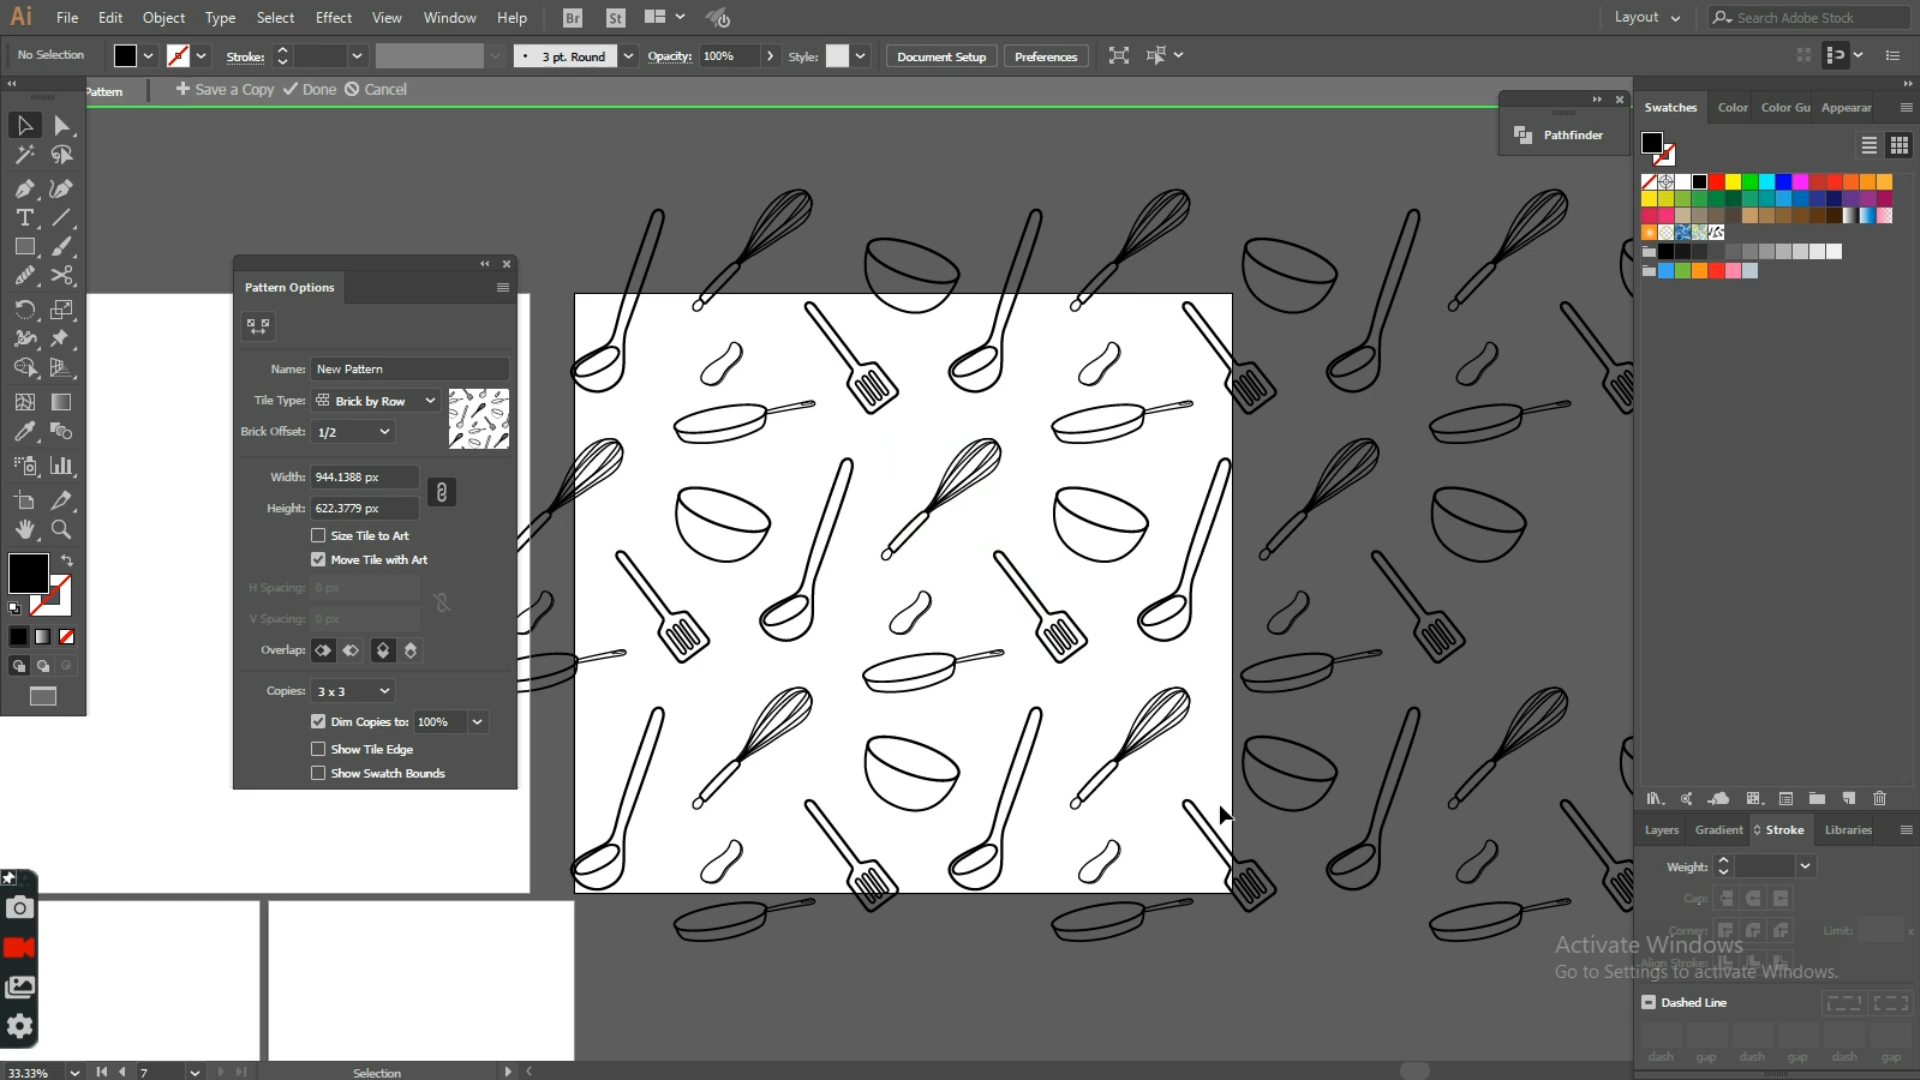 Ai File Edit Object Type Select Effect View Window Help Br St Layout Search Adobe Stock
No Selection Stroke: 3 pt. Round Opacity: 100% Style: Document Setup Preferences
Pattern Save a Copy Done Cancel
Pathfinder
Swatches Color Color Gu Appearar
Pattern Options
Name: New Pattern
Tile Type: Brick by Row
Brick Offset: 1/2
Width: 944.1388 px
Height: 622.3779 px
Size Tile to Art
Move Tile with Art
H Spacing: 0 px
V Spacing: 0 px
Overlap:
Copies: 3 x 3
Dim Copies to: 100%
Show Tile Edge
Show Swatch Bounds
Layers Gradient Stroke Libraries
Weight:
Cap:
Corner: Limit: x
Align Stroke:
Activate Windows
Go to Settings to activate Windows.
Dashed Line
dash gap dash gap dash gap
33.33% 7 Selection